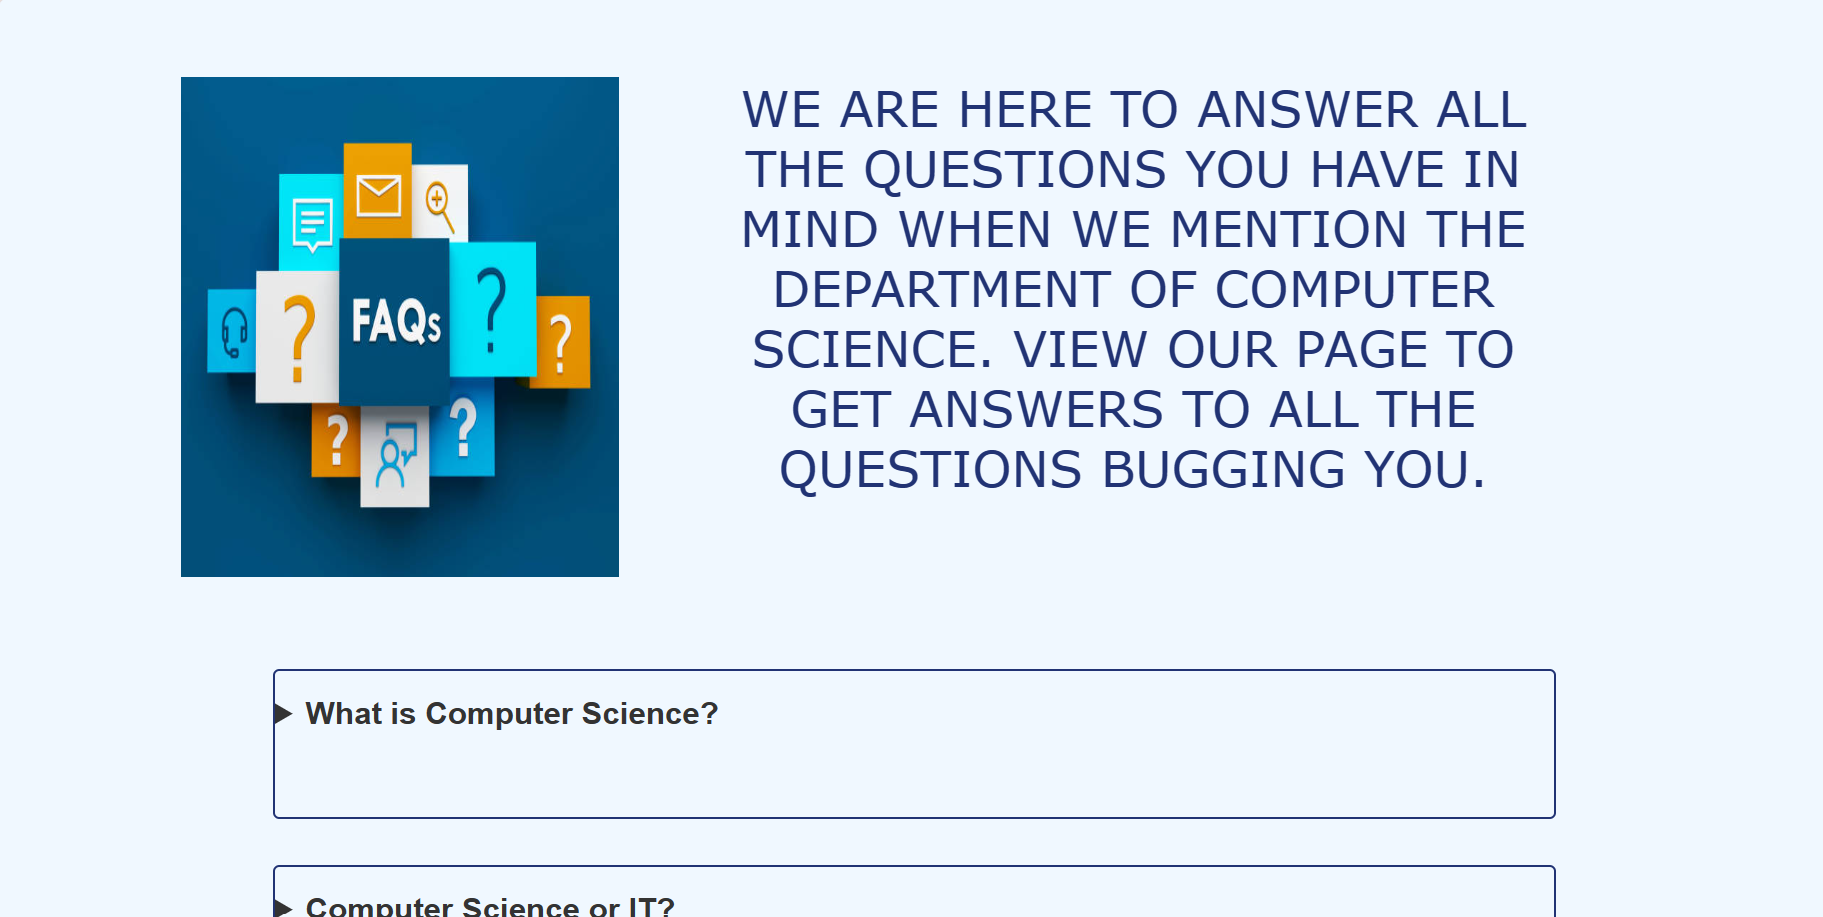 FAQs
WE ARE HERE TO ANSWER ALL
THE QUESTIONS YOU HAVE IN
MIND WHEN WE MENTION THE
DEPARTMENT OF COMPUTER
SCIENCE. VIEW OUR PAGE TO
GET ANSWERS TO ALL THE
QUESTIONS BUGGING YOU.
What is Computer Science?
Computer Science or IT?